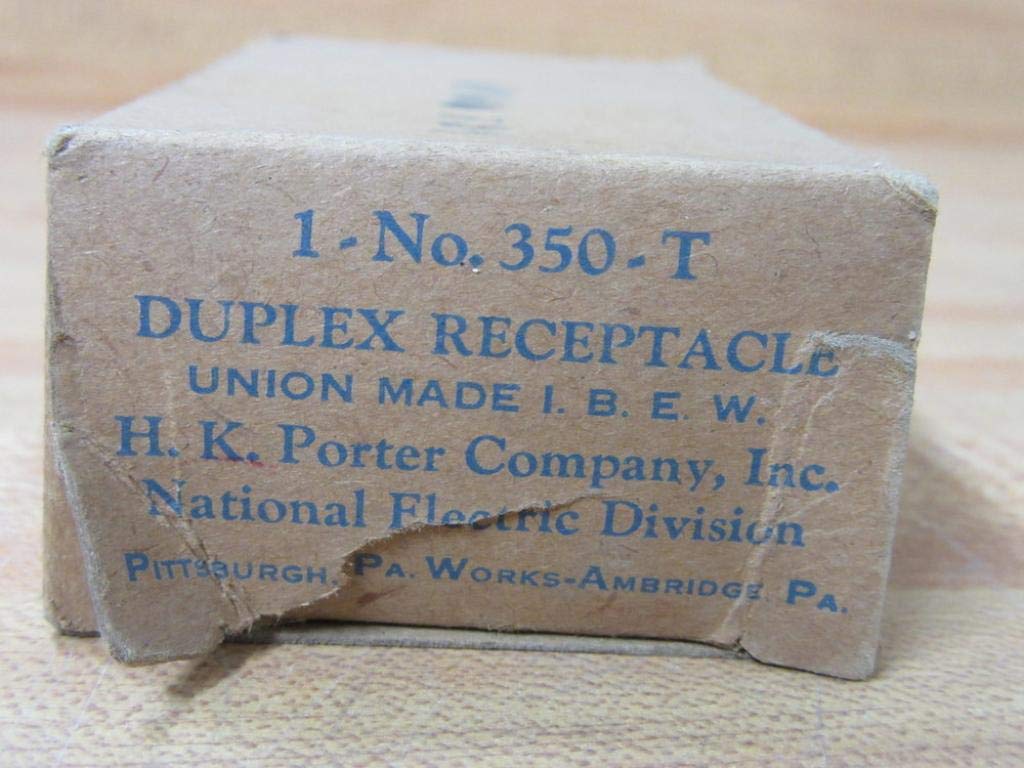 1-No. 350-T
DUPLEX RECEPTACLE
UNION MADE I. B. E. W.
H. K. Porter Company, Inc.
National Electric Division
PITTSBURGH, PA. WORKS-AMBRIDGE, PA.